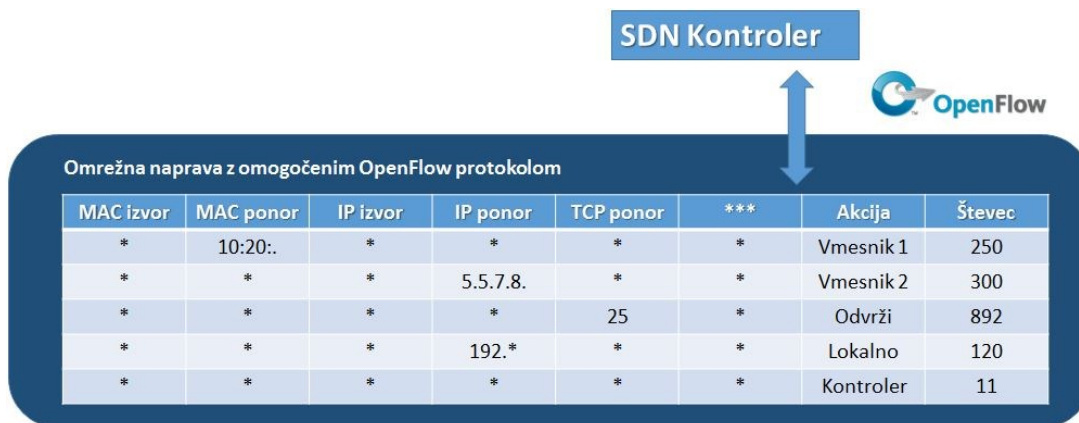 SDN Kontroler
OpenFlow
Omrežna naprava z omogočenim OpenFlow protokolom
MAC izvor MAC ponor IP izvor IP ponor TCP ponor *** Akcija Števec
* 10:20:. * * * * Vmesnik 1 250
* * * 5.5.7.8. * * Vmesnik 2 300
* * * * 25 * Odvrži 892
* * * 192.* * * Lokalno 120
* * * * * * Kontroler 11